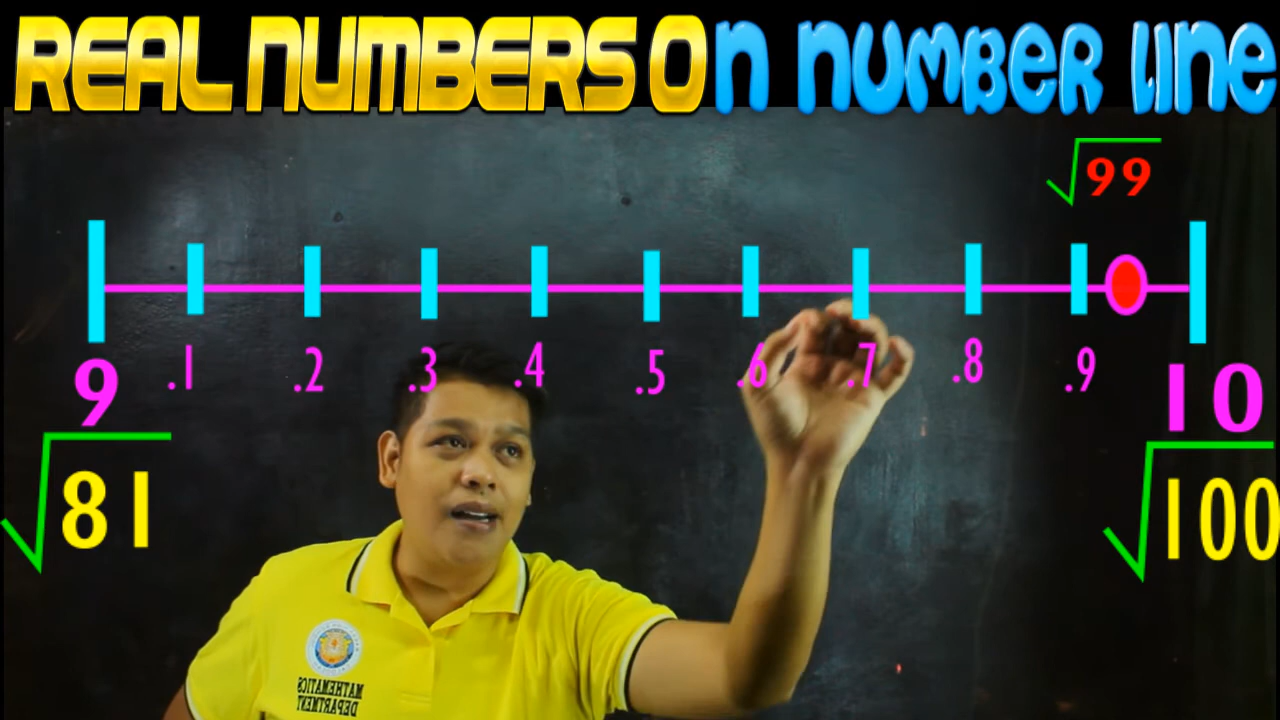 REAL NUMBERS On number line
√99
.1 .2 .3 .4 .5 .6 .7 .8 .9
9 10
√81 √100
MATHEMATICS
DEPARTMENT